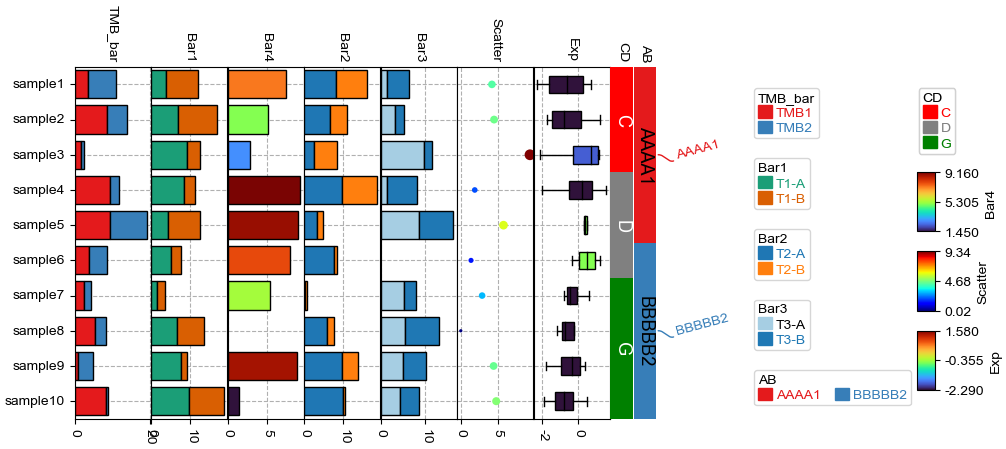 TMB_bar
Bar1
Bar4
Bar2
Bar3
Scatter
Exp
CD
AB
sample1
sample2
sample3
sample4
sample5
sample6
sample7
sample8
sample9
sample10
C
D
G
AAAA1
BBBBB2
AAAA1
BBBBB2
0
20
0
10
0
5
0
10
0
10
0
5
-2
0
TMB_bar
TMB1
TMB2
Bar1
T1-A
T1-B
Bar2
T2-A
T2-B
Bar3
T3-A
T3-B
AB
AAAA1 BBBBB2
CD
C
D
G
9.160
5.305
1.450
Bar4
9.34
4.68
0.02
Scatter
1.580
-0.355
-2.290
Exp